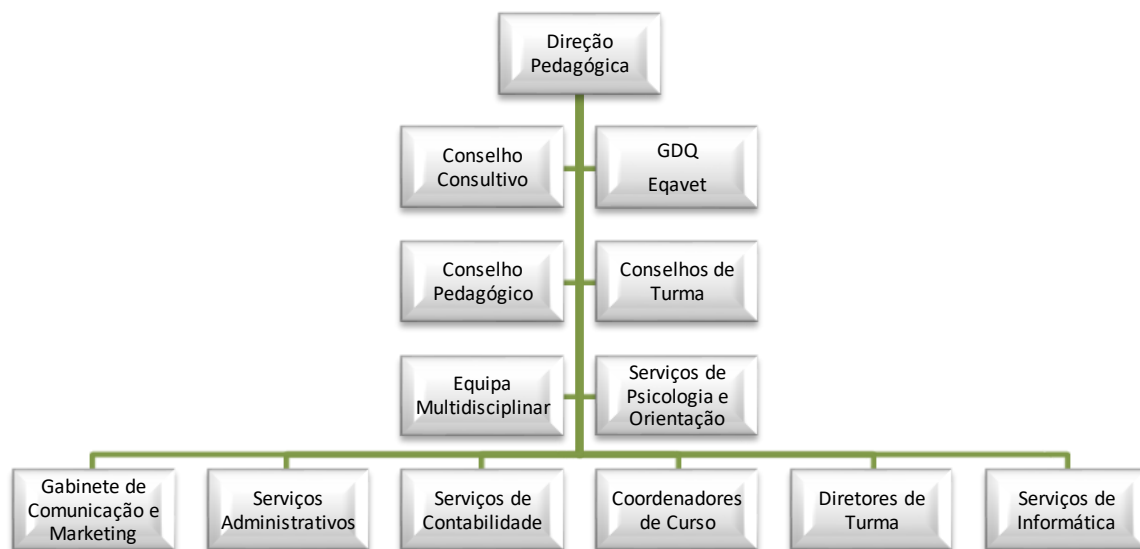 Direção
Pedagógica
Conselho
Consultivo
GDQ
Eqavet
Conselho
Pedagógico
Conselhos de
Turma
Equipa
Multidisciplinar
Serviços de
Psicologia e
Orientação
Gabinete de
Comunicação e
Marketing
Serviços
Administrativos
Serviços de
Contabilidade
Coordenadores
de Curso
Diretores de
Turma
Serviços de
Informática